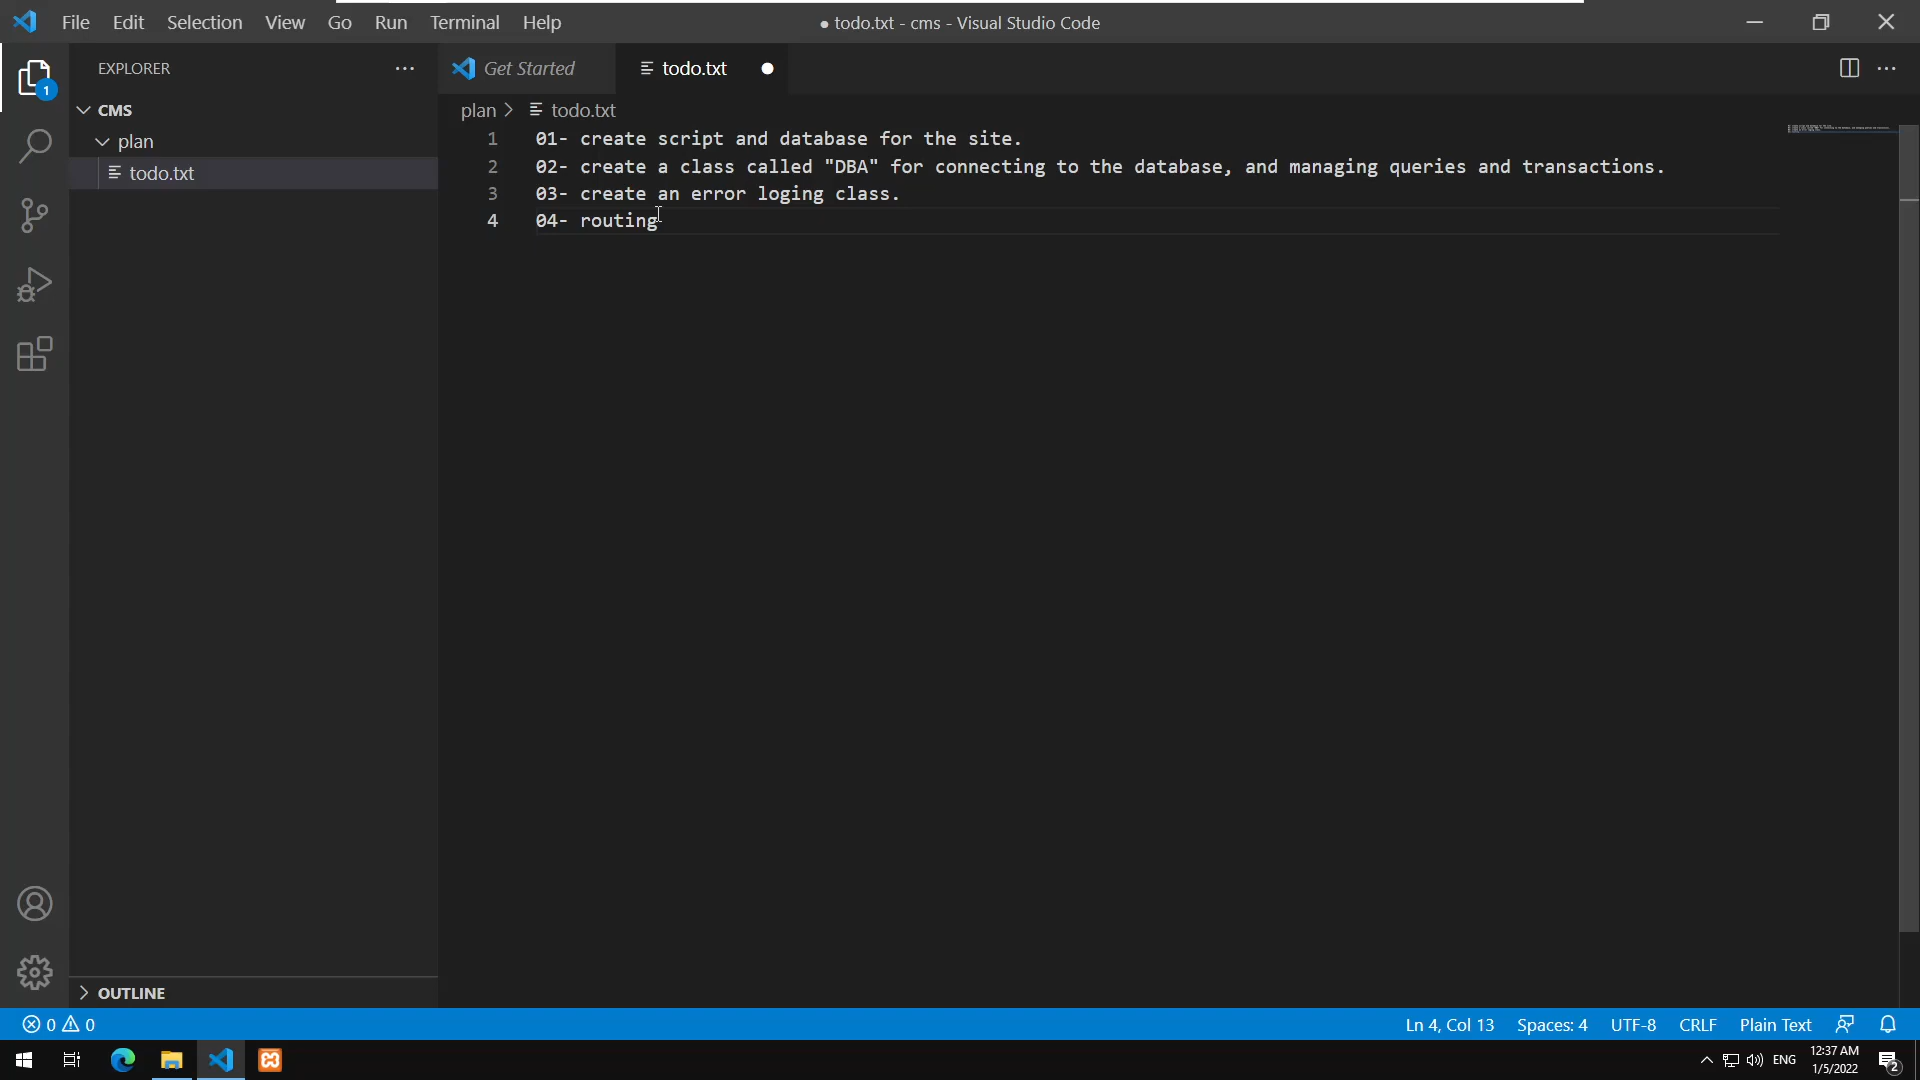 File Edit Selection View Go Run Terminal Help
● todo.txt - cms - Visual Studio Code
EXPLORER
Get Started
todo.txt
1
CMS
plan
todo.txt
plan > todo.txt
1 01- create script and database for the site.
2 02- create a class called "DBA" for connecting to the database, and managing queries and transactions.
3 03- create an error loging class.
4 04- routing
OUTLINE
0 0
Ln 4, Col 13 Spaces: 4 UTF-8 CRLF Plain Text
ENG
12:37 AM
1/5/2022
2